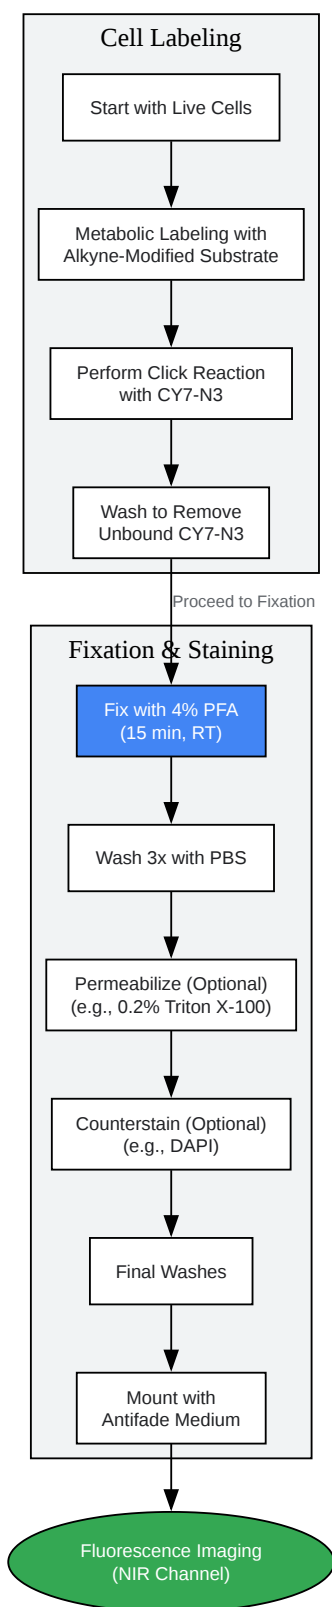 Cell Labeling
Start with Live Cells
Metabolic Labeling with
Alkyne-Modified Substrate
Perform Click Reaction
with CY7-N3
Wash to Remove
Unbound CY7-N3
Proceed to Fixation
Fixation & Staining
Fix with 4% PFA
(15 min, RT)
Wash 3x with PBS
Permeabilize (Optional)
(e.g., 0.2% Triton X-100)
Counterstain (Optional)
(e.g., DAPI)
Final Washes
Mount with
Antifade Medium
Fluorescence Imaging
(NIR Channel)